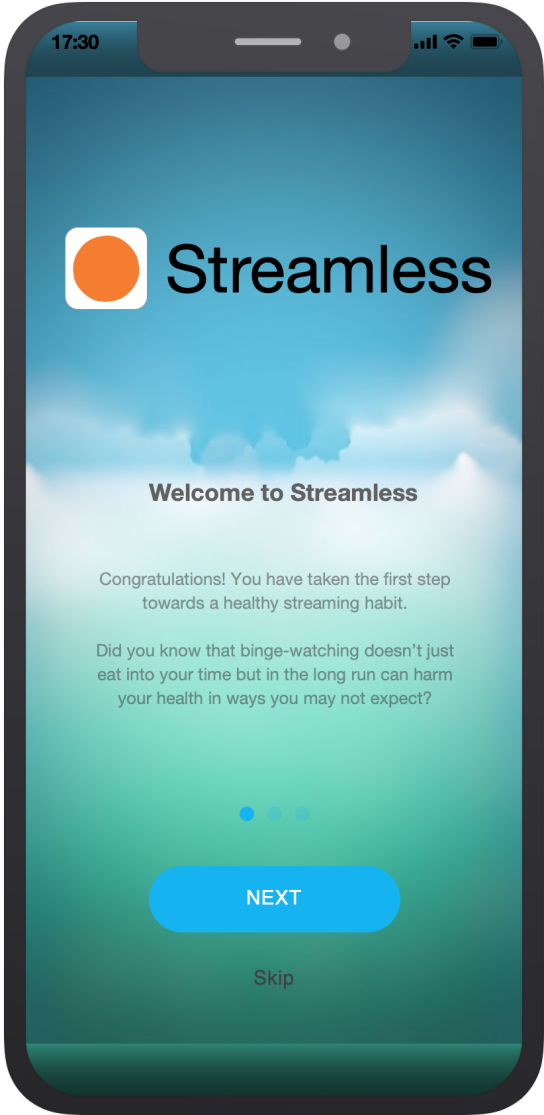 17:30
Streamless
Welcome to Streamless
Congratulations! You have taken the first step
towards a healthy streaming habit.
Did you know that binge-watching doesn’t just
eat into your time but in the long run can harm
your health in ways you may not expect?
NEXT
Skip